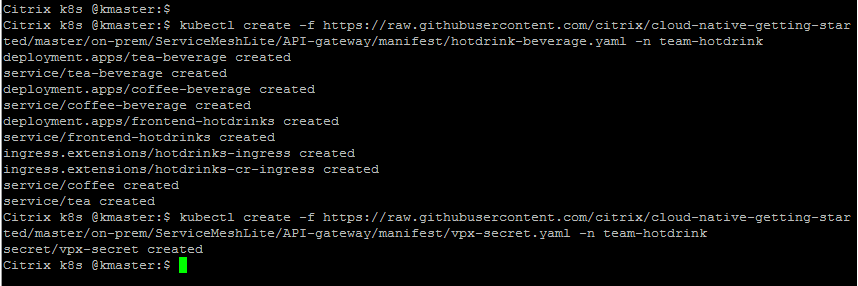 Citrix k8s @kmaster:$
Citrix k8s @kmaster:$ kubectl create -f https://raw.githubusercontent.com/citrix/cloud-native-getting-star
ted/master/on-prem/ServiceMeshLite/API-gateway/manifest/hotdrink-beverage.yaml -n team-hotdrink
deployment.apps/tea-beverage created
service/tea-beverage created
deployment.apps/coffee-beverage created
service/coffee-beverage created
deployment.apps/frontend-hotdrinks created
service/frontend-hotdrinks created
ingress.extensions/hotdrinks-ingress created
ingress.extensions/hotdrinks-cr-ingress created
service/coffee created
service/tea created
Citrix k8s @kmaster:$ kubectl create -f https://raw.githubusercontent.com/citrix/cloud-native-getting-star
ted/master/on-prem/ServiceMeshLite/API-gateway/manifest/vpx-secret.yaml -n team-hotdrink
secret/vpx-secret created
Citrix k8s @kmaster:$